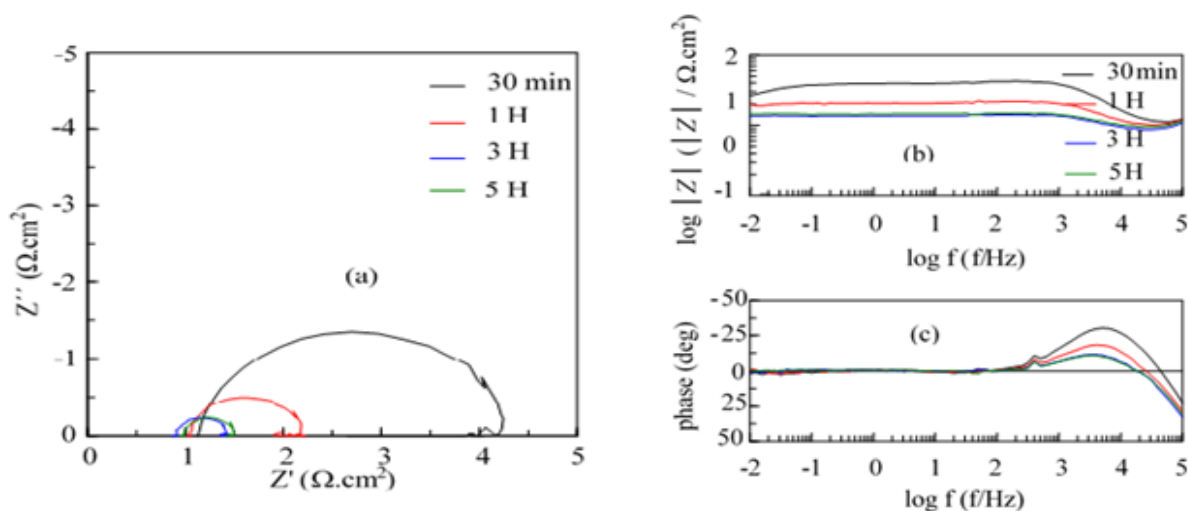 -5
-4
-3
-2
-1
0
Z´´ (Ω.cm²)
30 min
1 H
3 H
5 H
(a)
0 1 2 3 4 5
Z' (Ω.cm²)
2
1
0
-1
log |Z| (|Z| / Ω.cm²)
30min
1 H
3 H
5H
(b)
-2 -1 0 1 2 3 4 5
log f (f/Hz)
-50
-25
0
25
50
phase (deg)
(c)
-2 -1 0 1 2 3 4 5
log f (f/Hz)